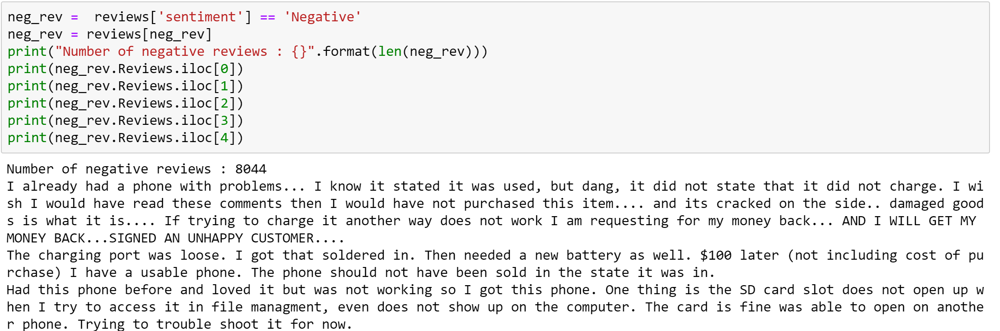 neg_rev =  reviews['sentiment'] == 'Negative'
neg_rev = reviews[neg_rev]
print("Number of negative reviews : {}".format(len(neg_rev)))
print(neg_rev.Reviews.iloc[0])
print(neg_rev.Reviews.iloc[1])
print(neg_rev.Reviews.iloc[2])
print(neg_rev.Reviews.iloc[3])
print(neg_rev.Reviews.iloc[4])
Number of negative reviews : 8044
I already had a phone with problems... I know it stated it was used, but dang, it did not state that it did not charge. I wi
sh I would have read these comments then I would have not purchased this item.... and its cracked on the side.. damaged good
s is what it is.... If trying to charge it another way does not work I am requesting for my money back... AND I WILL GET MY
MONEY BACK...SIGNED AN UNHAPPY CUSTOMER....
The charging port was loose. I got that soldered in. Then needed a new battery as well. $100 later (not including cost of pu
rchase) I have a usable phone. The phone should not have been sold in the state it was in.
Had this phone before and loved it but was not working so I got this phone. One thing is the SD card slot does not open up w
hen I try to access it in file managment, even does not show up on the computer. The card is fine was able to open on anothe
r phone. Trying to trouble shoot it for now.